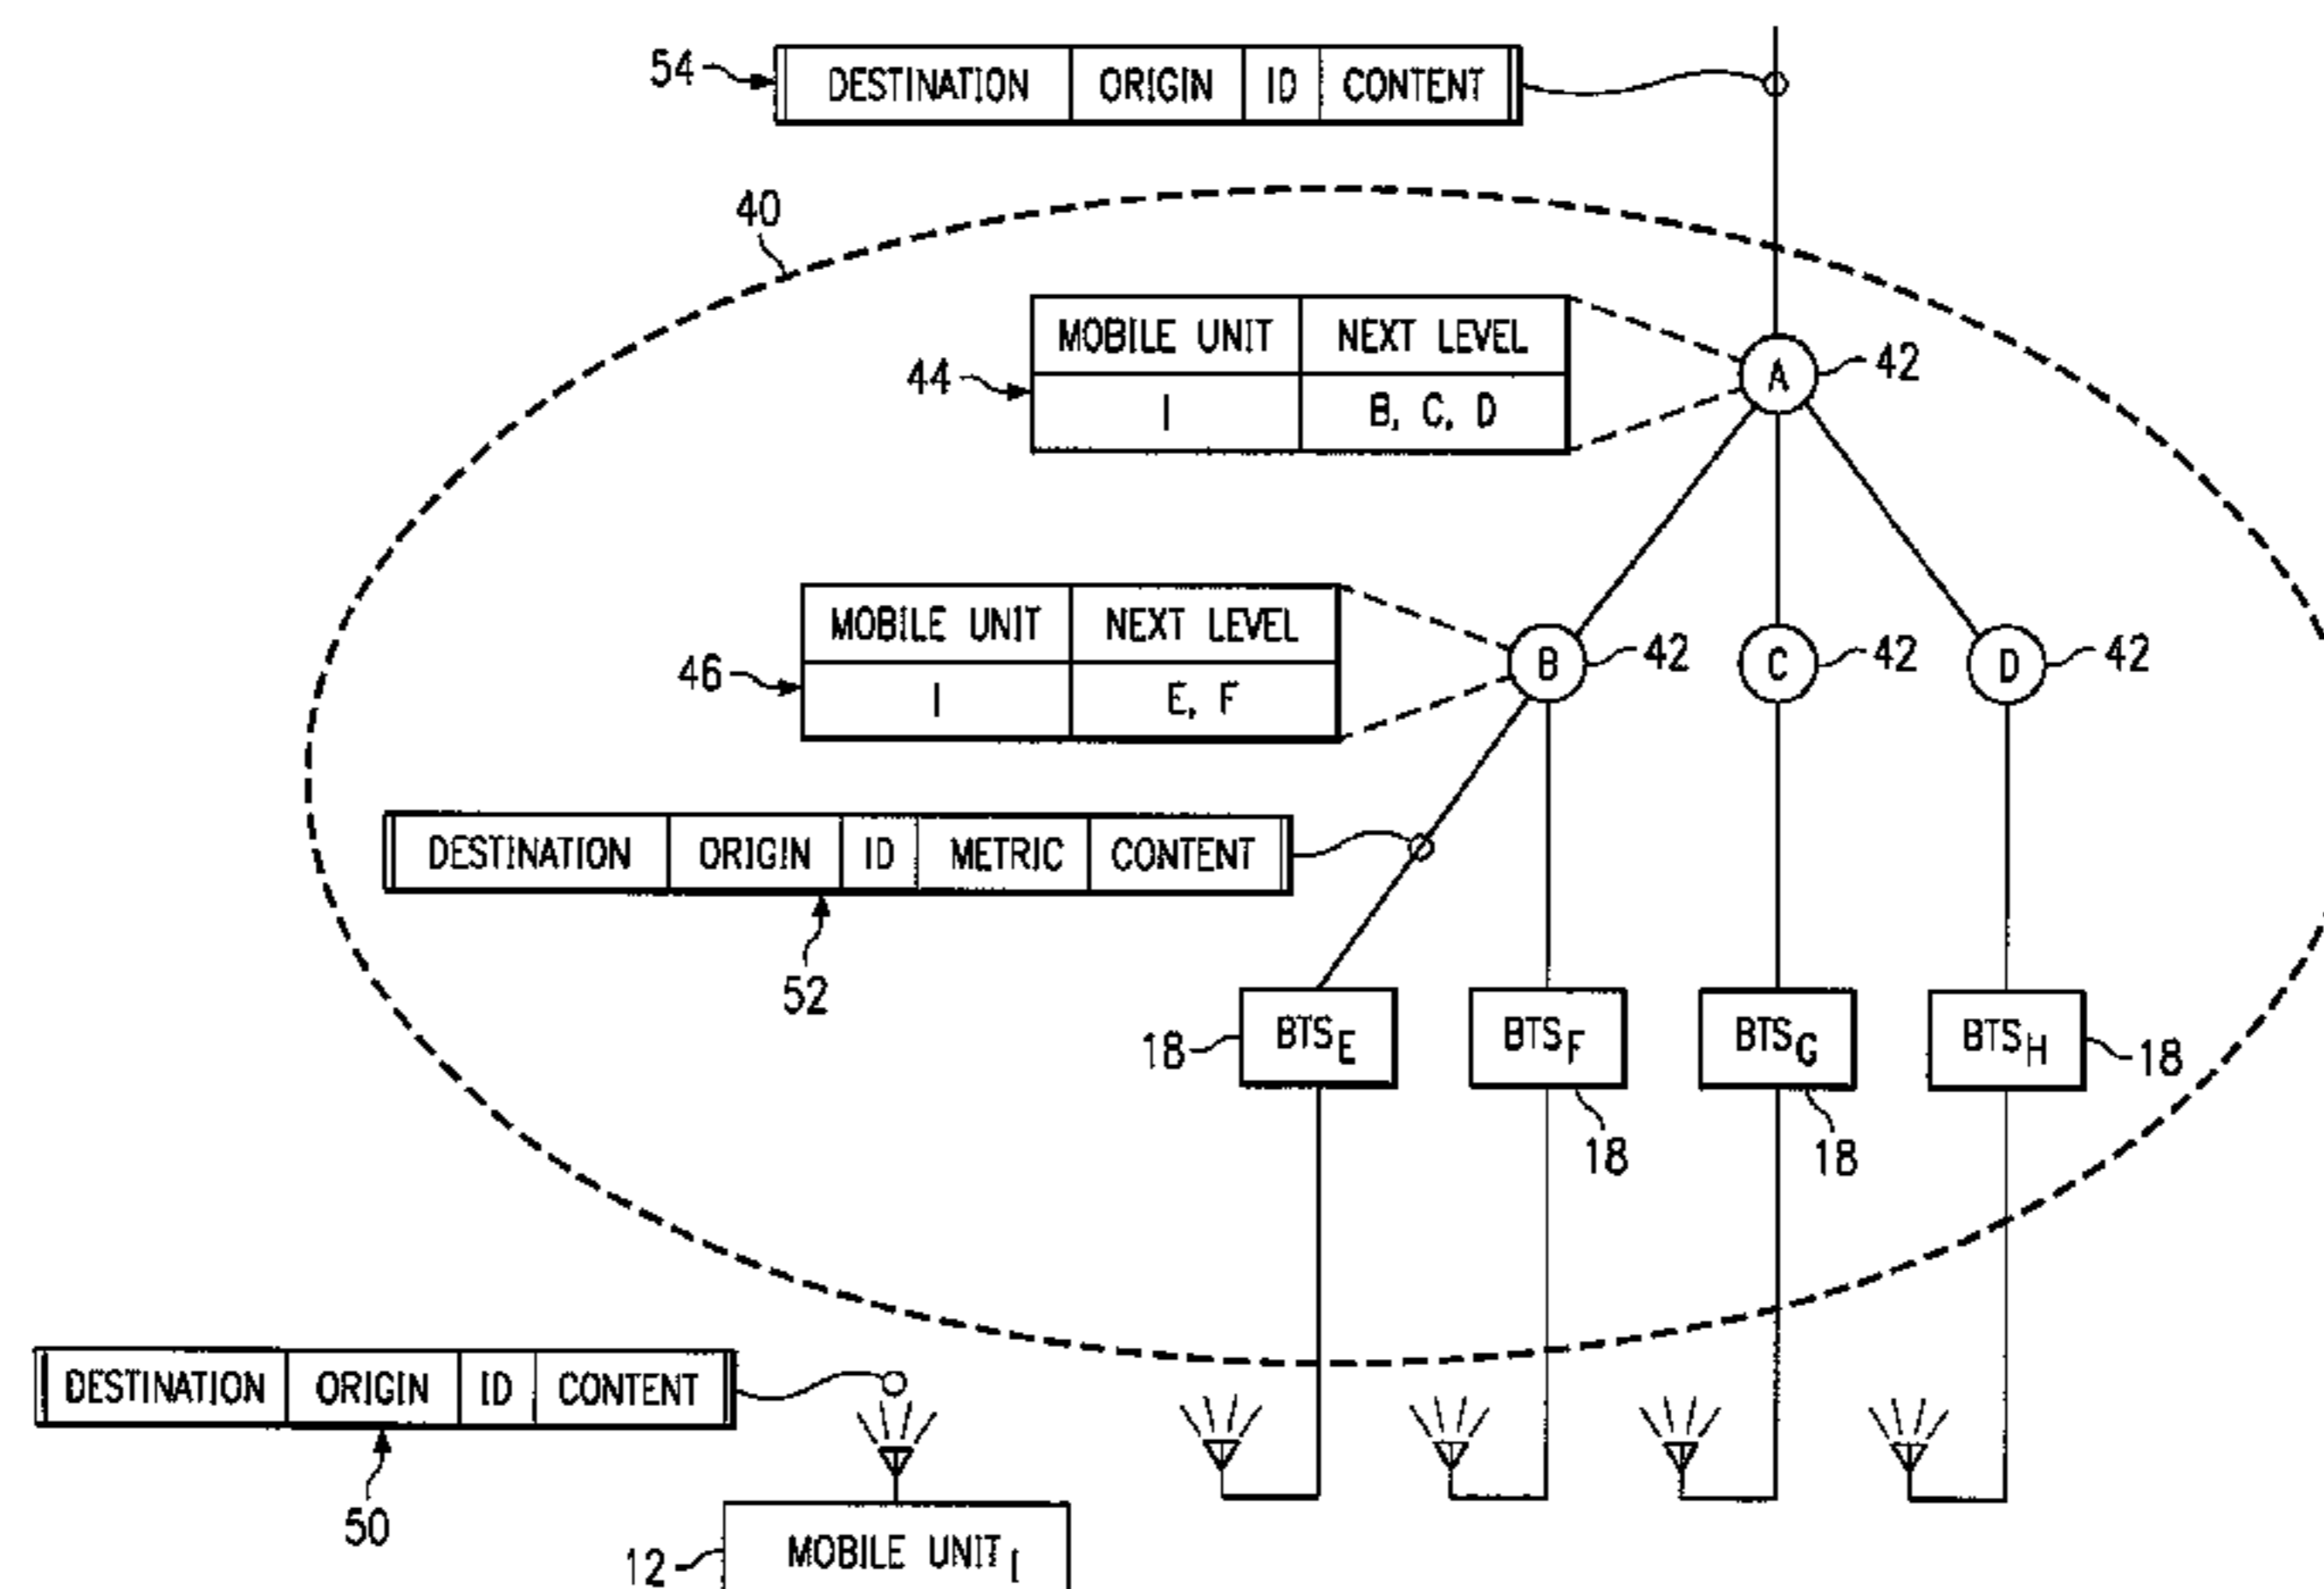 54 DESTINATION ORIGIN ID CONTENT
40
MOBILE UNIT NEXT LEVEL
44 I B, C, D
A 42
MOBILE UNIT NEXT LEVEL
46 I E, F
B 42 C 42 D 42
DESTINATION ORIGIN ID METRIC CONTENT
52
18 BTSE BTSF BTSG BTSH 18
18 18
DESTINATION ORIGIN ID CONTENT
50
12 MOBILE UNIT I